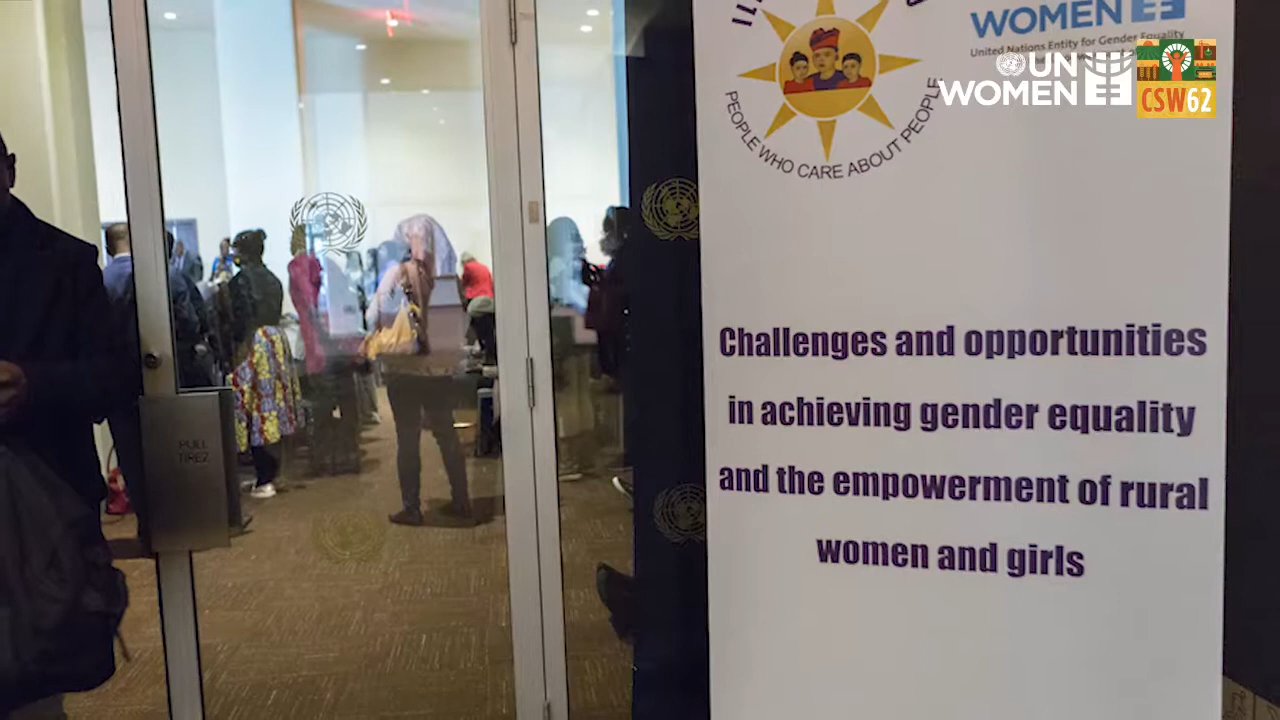 WOMEN
United Nations Entity for Gender Equality
UN
WOMEN
CSW62
PEOPLE WHO CARE ABOUT PEOPLE
Challenges and opportunities
in achieving gender equality
and the empowerment of rural
women and girls
PULL
TIREZ